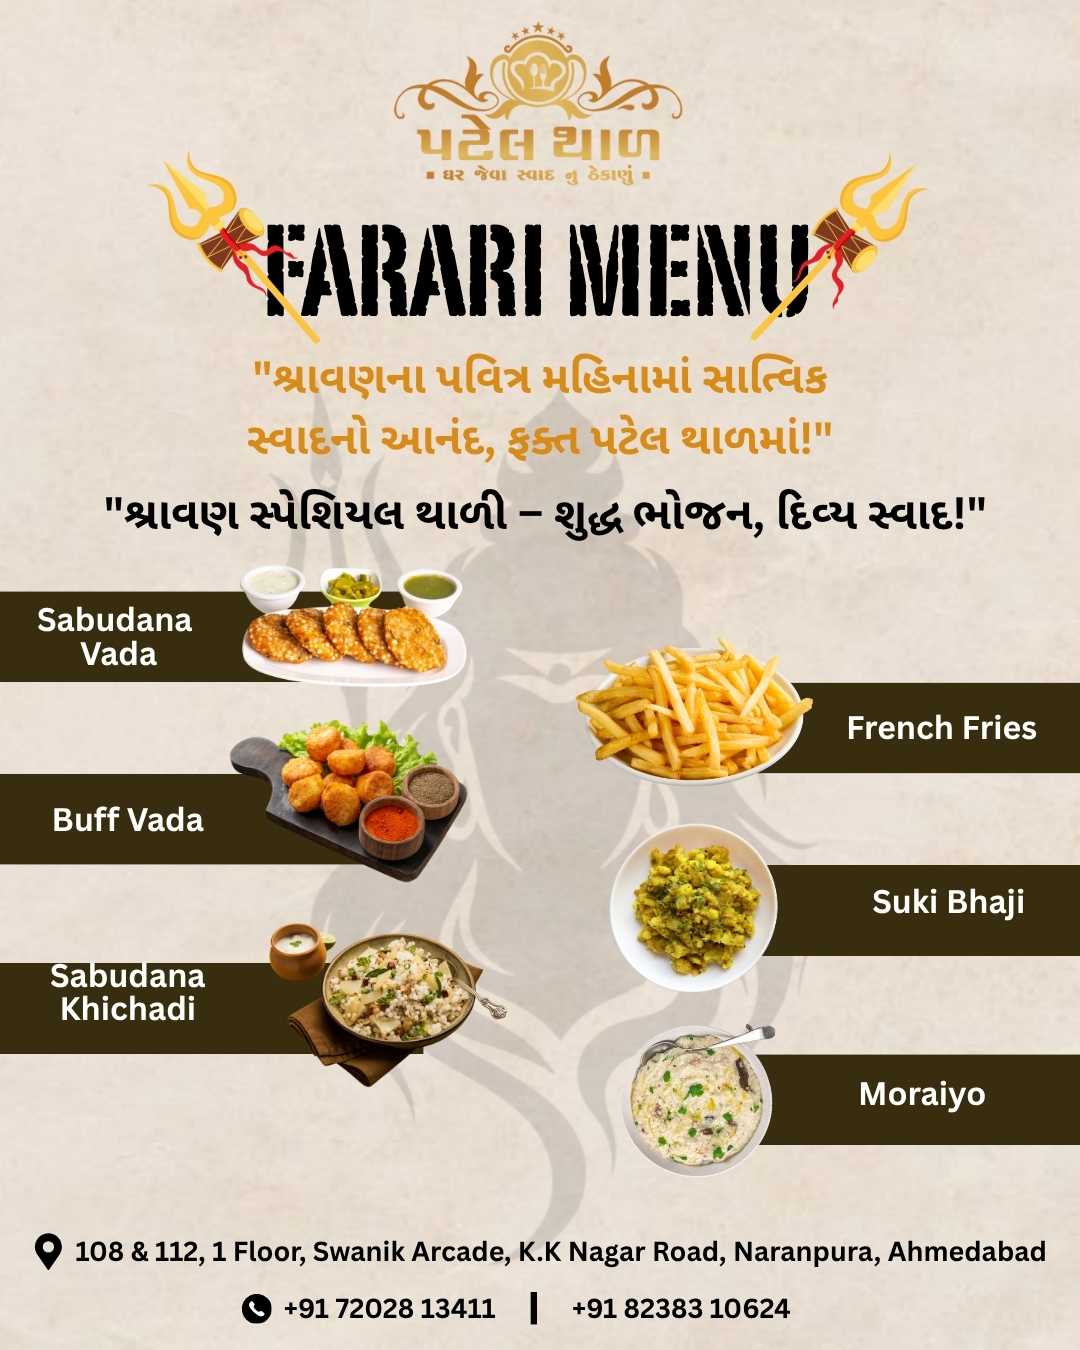 પટેલ થાળ
▪ ઘર જેવા સ્વાદ નુ ઠેકાણું ▪
FARARI MENU
"શ્રાવણના પવિત્ર મહિનામાં સાત્વિક
સ્વાદનો આનંદ, ફક્ત પટેલ થાળમાં!"
"શ્રાવણ સ્પેશિયલ થાળી – શુદ્ધ ભોજન, દિવ્ય સ્વાદ!"
Sabudana
Vada
French Fries
Buff Vada
Suki Bhaji
Sabudana
Khichadi
Moraiyo
108 & 112, 1 Floor, Swanik Arcade, K.K Nagar Road, Naranpura, Ahmedabad
+91 72028 13411 | +91 82383 10624